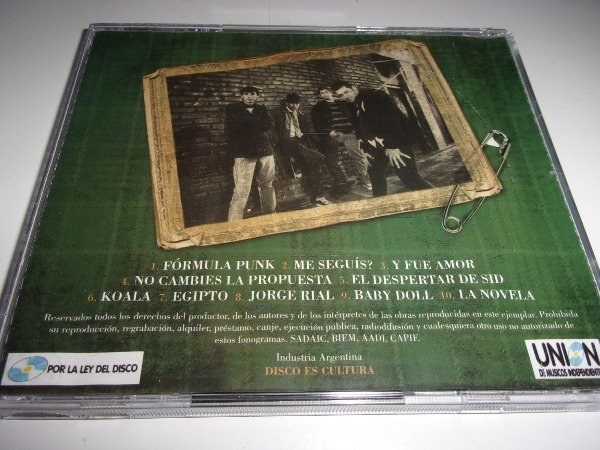 1. FÓRMULA PUNK 2. ME SEGUÍS? 3. Y FUE AMOR
4. NO CAMBIES LA PROPUESTA 5. EL DESPERTAR DE SID
6. KOALA 7. EGIPTO 8. JORGE RIAL 9. BABY DOLL 10. LA NOVELA
Reservados todos los derechos del productor, de los autores y de los intérpretes de las obras reproducidas en este ejemplar. Prohibida
su reproducción, regrabación, alquiler, préstamo, canje, ejecución pública, radiodifusión y cualesquiera otro uso no autorizado de
estos fonogramas. SADAIC, BIEM, AADI, CAPIF.
Industria Argentina
DISCO ES CULTURA
POR LA LEY DEL DISCO
UNION
DE MUSICOS INDEPENDIENT